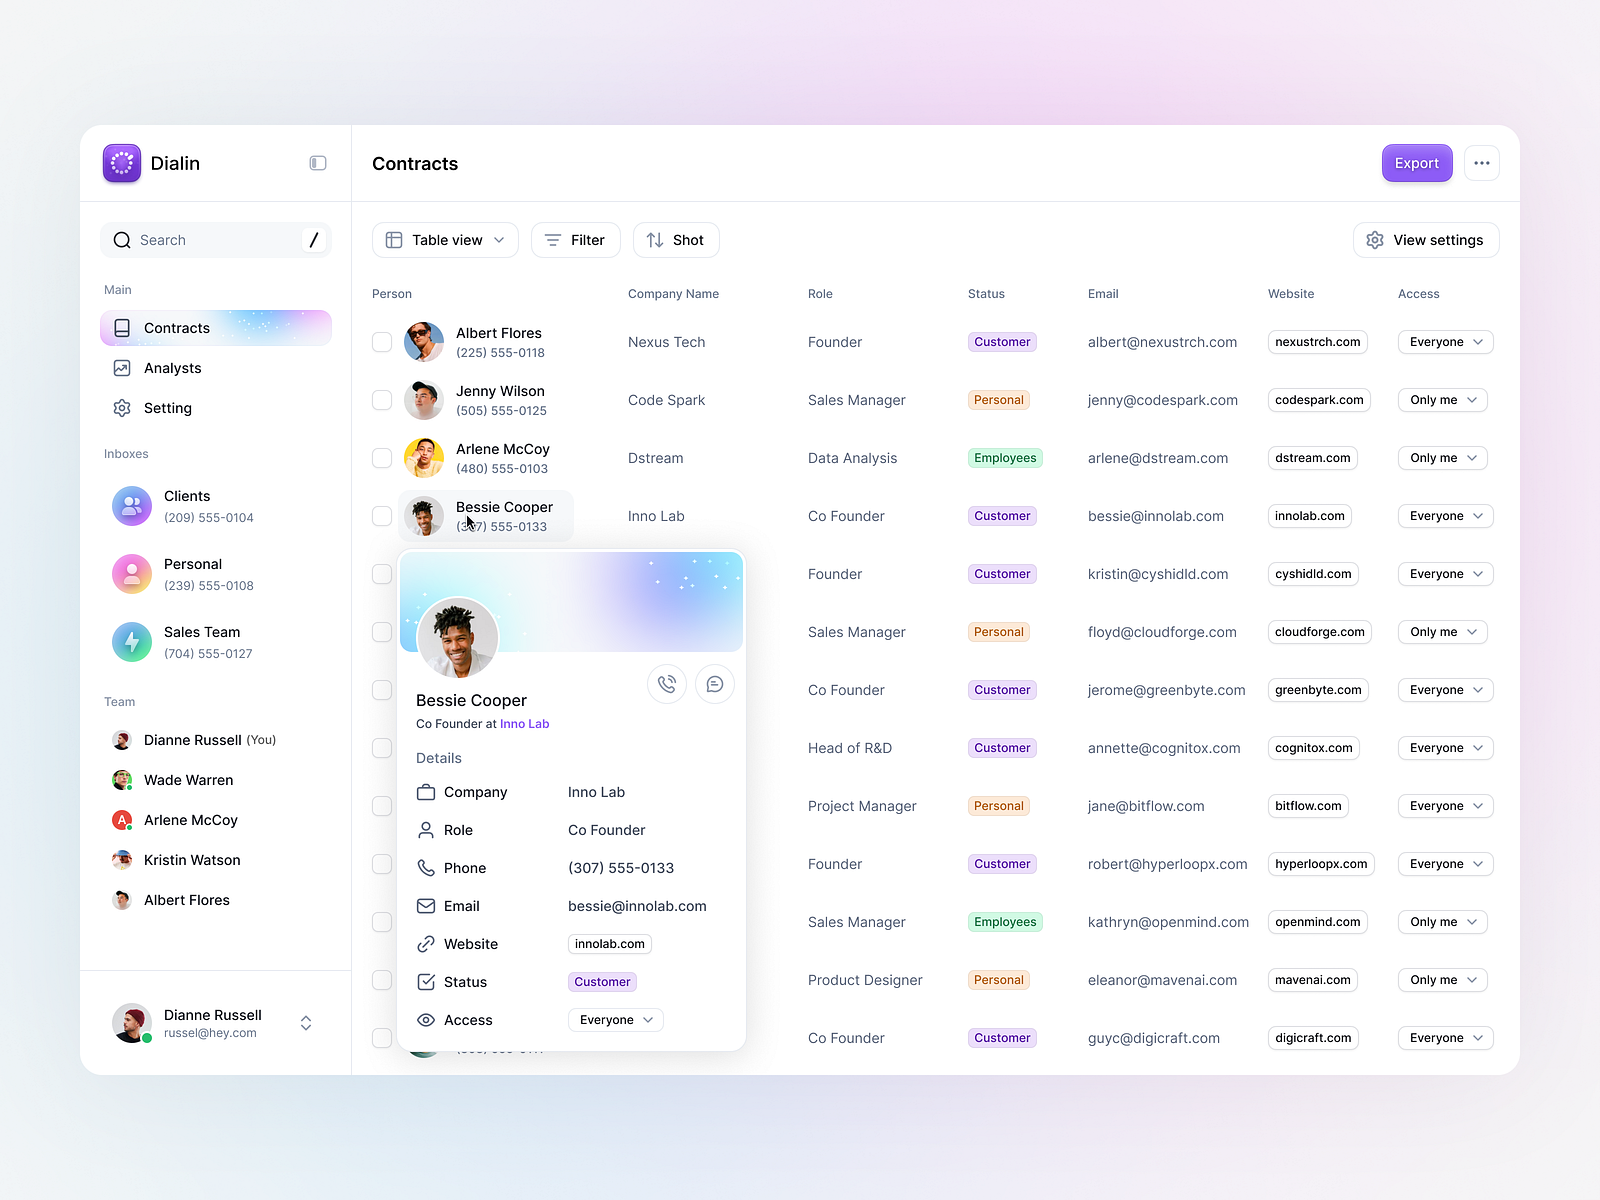 Dialin
Contracts
Export
Search
/
Table view
Filter
Shot
View settings
Main
Contracts
Analysts
Setting
Inboxes
Clients
(209) 555-0104
Personal
(239) 555-0108
Sales Team
(704) 555-0127
Team
Dianne Russell (You)
Wade Warren
A
Arlene McCoy
Kristin Watson
Albert Flores
Dianne Russell
russel@hey.com
Person Company Name Role Status Email Website Access
Albert Flores
(225) 555-0118
Nexus Tech Founder Customer albert@nexustrch.com nexustrch.com Everyone
Jenny Wilson
(505) 555-0125
Code Spark Sales Manager Personal jenny@codespark.com codespark.com Only me
Arlene McCoy
(480) 555-0103
Dstream Data Analysis Employees arlene@dstream.com dstream.com Only me
Bessie Cooper
(307) 555-0133
Inno Lab Co Founder Customer bessie@innolab.com innolab.com Everyone
Founder Customer kristin@cyshidld.com cyshidld.com Everyone
Sales Manager Personal floyd@cloudforge.com cloudforge.com Only me
Co Founder Customer jerome@greenbyte.com greenbyte.com Everyone
Head of R&D Customer annette@cognitox.com cognitox.com Everyone
Project Manager Personal jane@bitflow.com bitflow.com Everyone
Founder Customer robert@hyperloopx.com hyperloopx.com Everyone
Sales Manager Employees kathryn@openmind.com openmind.com Only me
Product Designer Personal eleanor@mavenai.com mavenai.com Only me
Co Founder Customer guyc@digicraft.com digicraft.com Everyone
Bessie Cooper
Co Founder at Inno Lab
Details
Company Inno Lab
Role Co Founder
Phone (307) 555-0133
Email bessie@innolab.com
Website innolab.com
Status Customer
Access Everyone